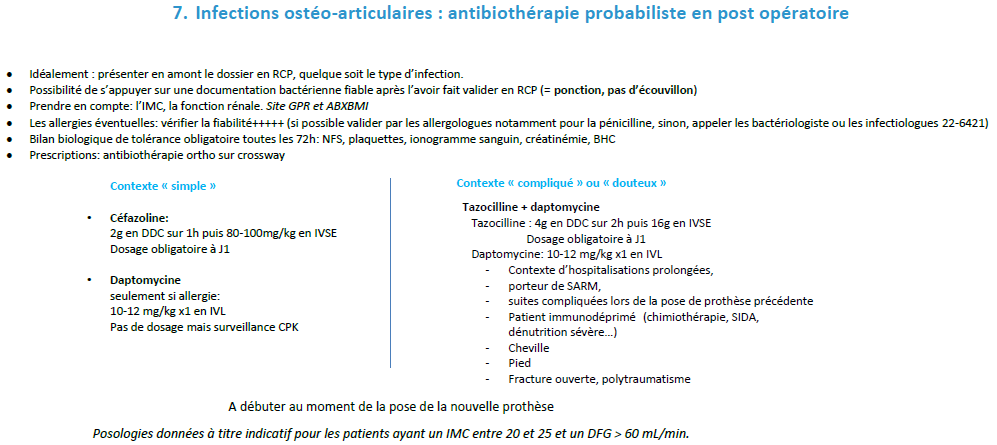 7. Infections ostéo-articulaires : antibiothérapie probabiliste en post opératoire
• Idéalement : présenter en amont le dossier en RCP, quelque soit le type d'infection.
• Possibilité de s'appuyer sur une documentation bactérienne fiable après l'avoir fait valider en RCP (= ponction, pas d'écouvillon)
• Prendre en compte: l'IMC, la fonction rénale. Site GPR et ABXBMI
• Les allergies éventuelles: vérifier la fiabilité+++++ (si possible valider par les allergologues notamment pour la pénicilline, sinon, appeler les bactériologiste ou les infectiologues 22-6421)
• Bilan biologique de tolérance obligatoire toutes les 72h: NFS, plaquettes, ionogramme sanguin, créatinémie, BHC
• Prescriptions: antibiothérapie ortho sur crossway
Contexte « simple »
• Céfazoline:
2g en DDC sur 1h puis 80-100mg/kg en IVSE
Dosage obligatoire à J1
• Daptomycine
seulement si allergie:
10-12 mg/kg x1 en IVL
Pas de dosage mais surveillance CPK
Contexte « compliqué » ou « douteux »
Tazocilline + daptomycine
Tazocilline : 4g en DDC sur 2h puis 16g en IVSE
Dosage obligatoire à J1
Daptomycine: 10-12 mg/kg x1 en IVL
- Contexte d'hospitalisations prolongées,
- porteur de SARM,
- suites compliquées lors de la pose de prothèse précédente
- Patient immunodéprimé (chimiothérapie, SIDA,
dénutrition sévère…)
- Cheville
- Pied
- Fracture ouverte, polytraumatisme
A débuter au moment de la pose de la nouvelle prothèse
Posologies données à titre indicatif pour les patients ayant un IMC entre 20 et 25 et un DFG > 60 mL/min.